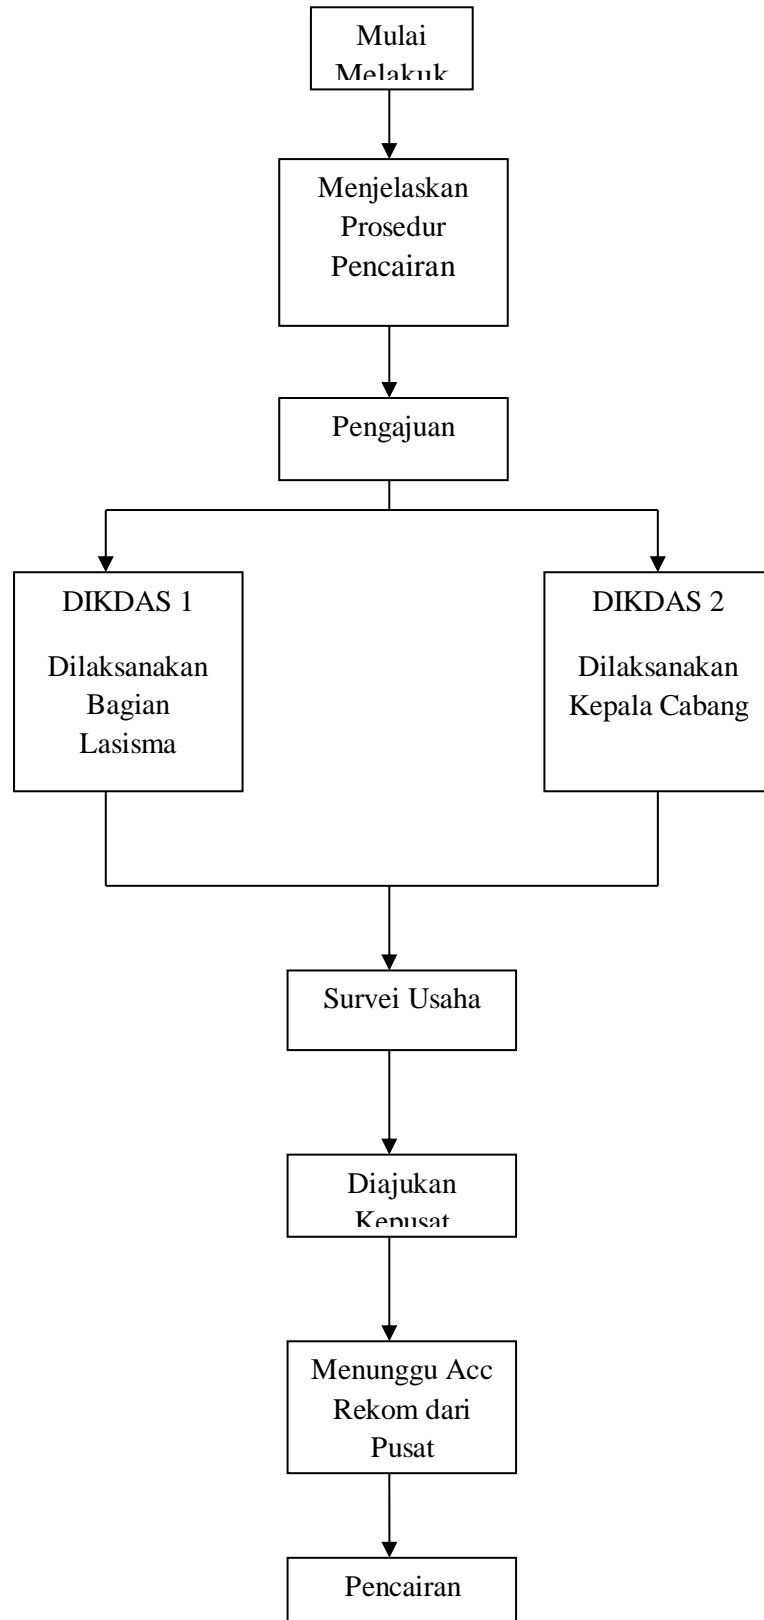 Mulai
Melakuk
Menjelaskan
Prosedur
Pencairan
Pengajuan
DIKDAS 1
Dilaksanakan
Bagian
Lasisma
DIKDAS 2
Dilaksanakan
Kepala Cabang
Survei Usaha
Diajukan
Kepusat
Menunggu Acc
Rekom dari
Pusat
Pencairan